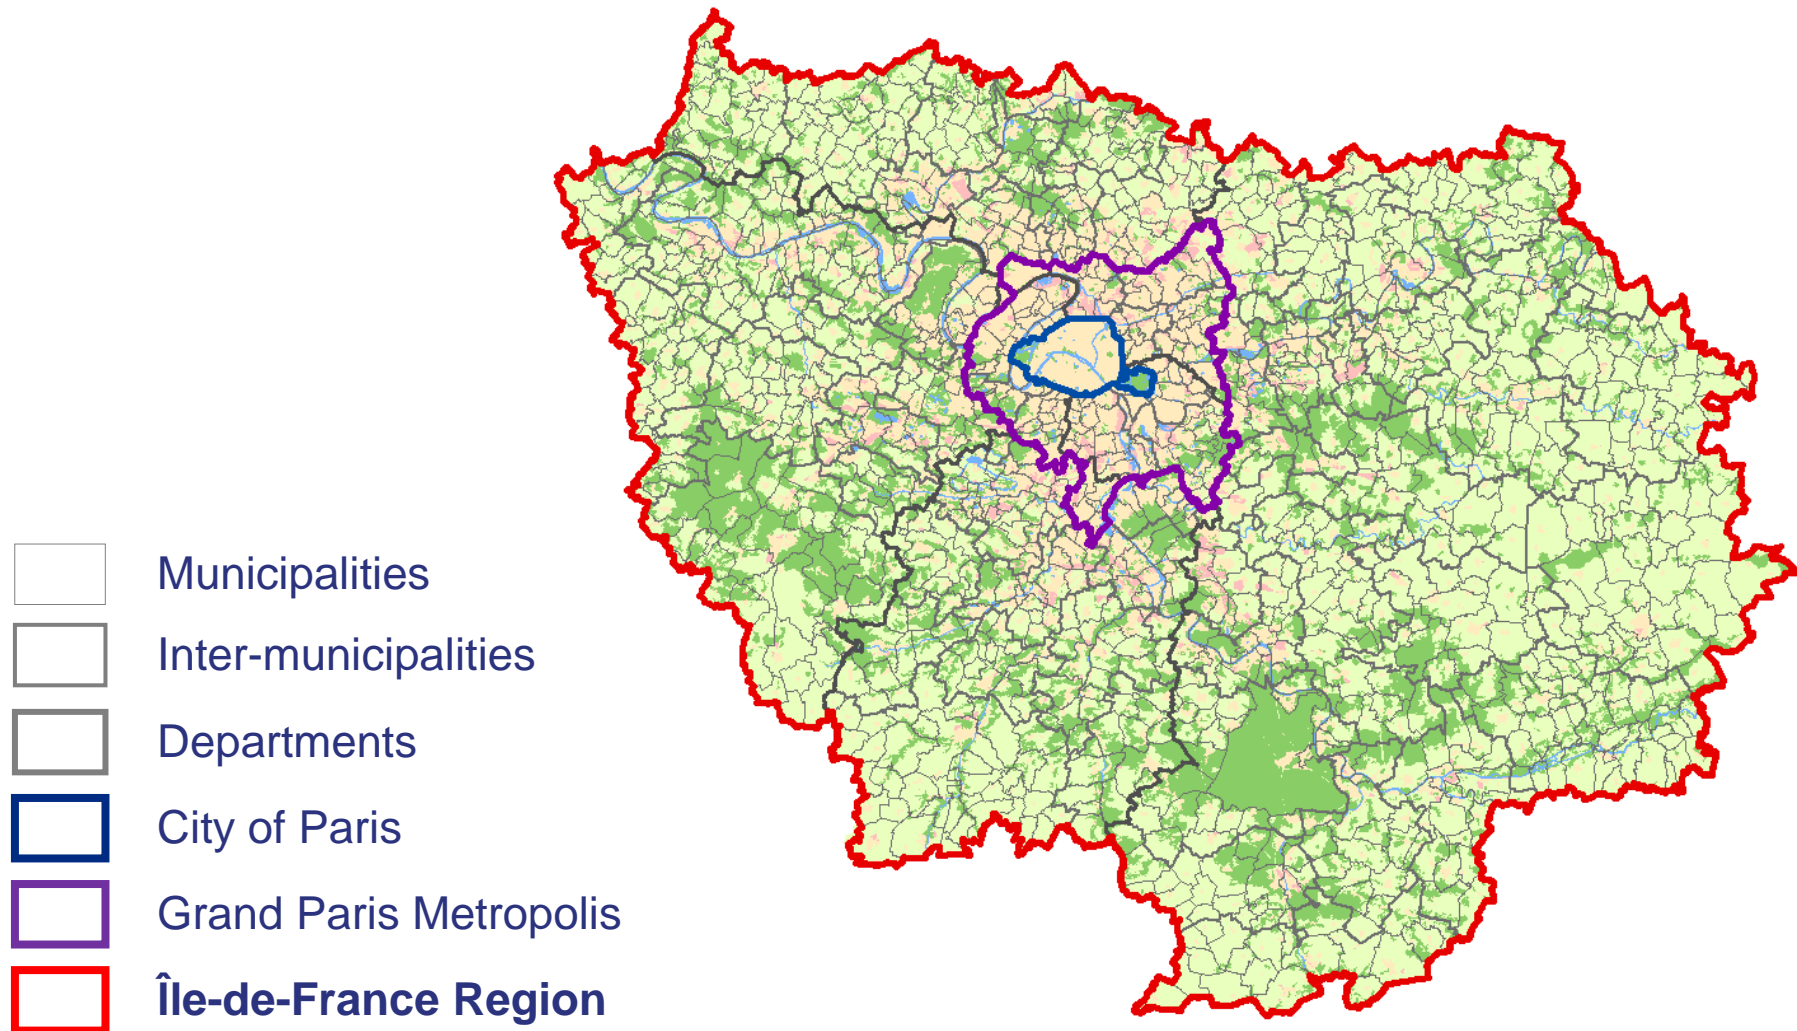 Municipalities
Inter-municipalities
Departments
City of Paris
Grand Paris Metropolis
Île-de-France Region